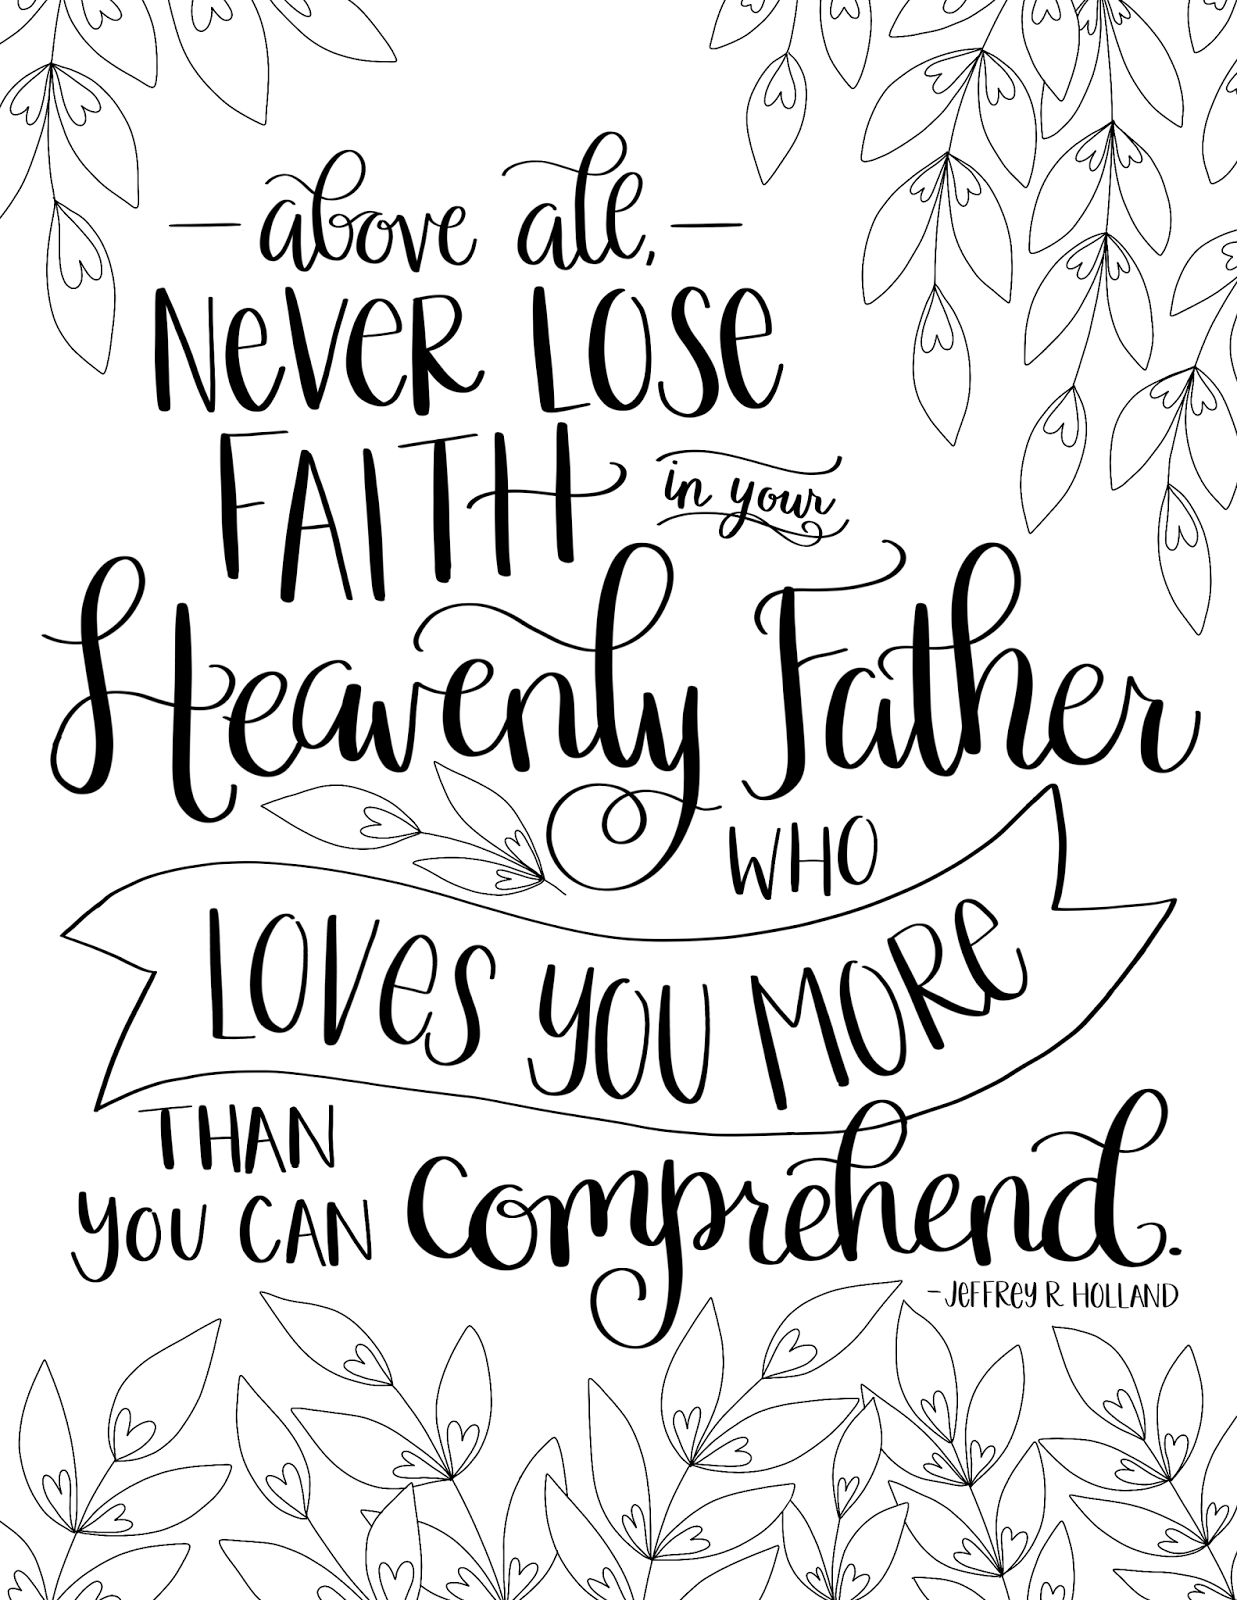 — above all, —
NeVeR LOSe
FAITH in your
Heavenly Father
WHO
LOVeS YOU MORe
THAN
YOU CAN Comprehend.
-JeFFReY R HOLLAND